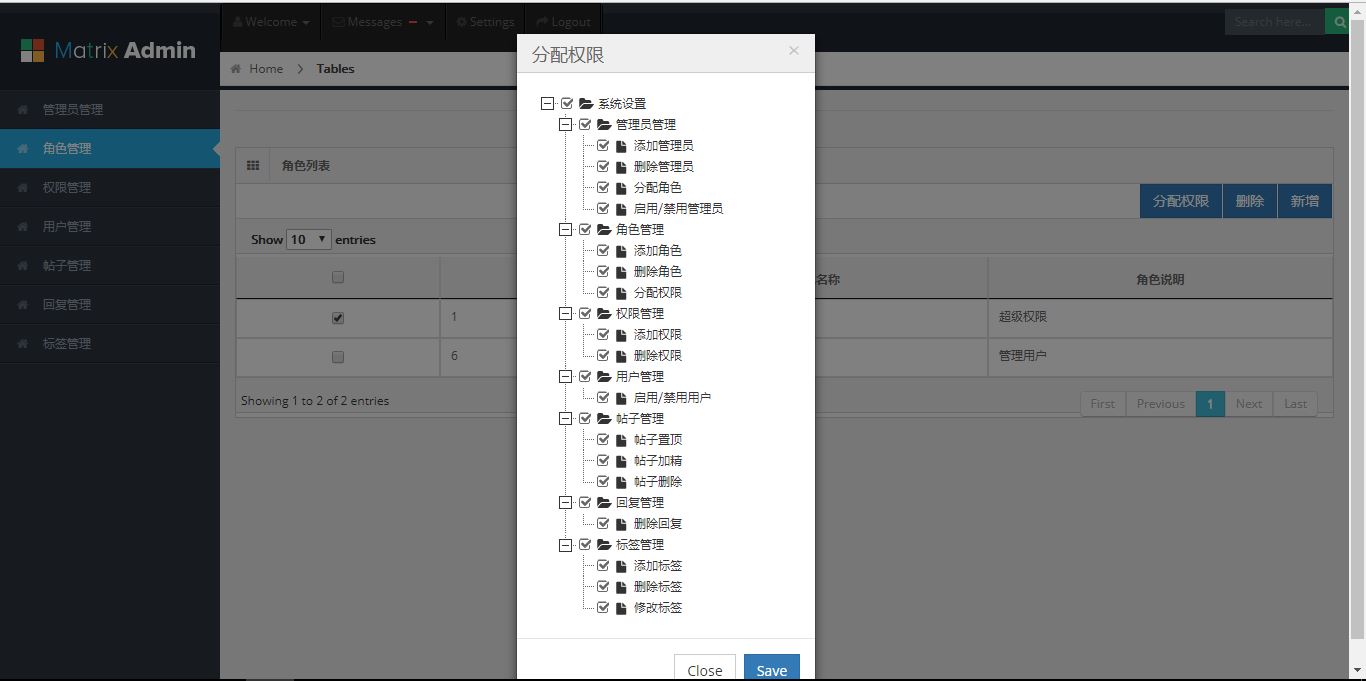 Matrix Admin
Welcome
Messages
Settings
Logout
Search here...
Home
Tables
管理员管理
角色管理
权限管理
用户管理
帖子管理
回复管理
标签管理
角色列表
分配权限
删除
新增
Show 10 entries
名称
角色说明
1
超级权限
6
管理用户
Showing 1 to 2 of 2 entries
First
Previous
1
Next
Last
分配权限
×
系统设置
管理员管理
添加管理员
删除管理员
分配角色
启用/禁用管理员
角色管理
添加角色
删除角色
分配权限
权限管理
添加权限
删除权限
用户管理
启用/禁用用户
帖子管理
帖子置顶
帖子加精
帖子删除
回复管理
删除回复
标签管理
添加标签
删除标签
修改标签
Close
Save